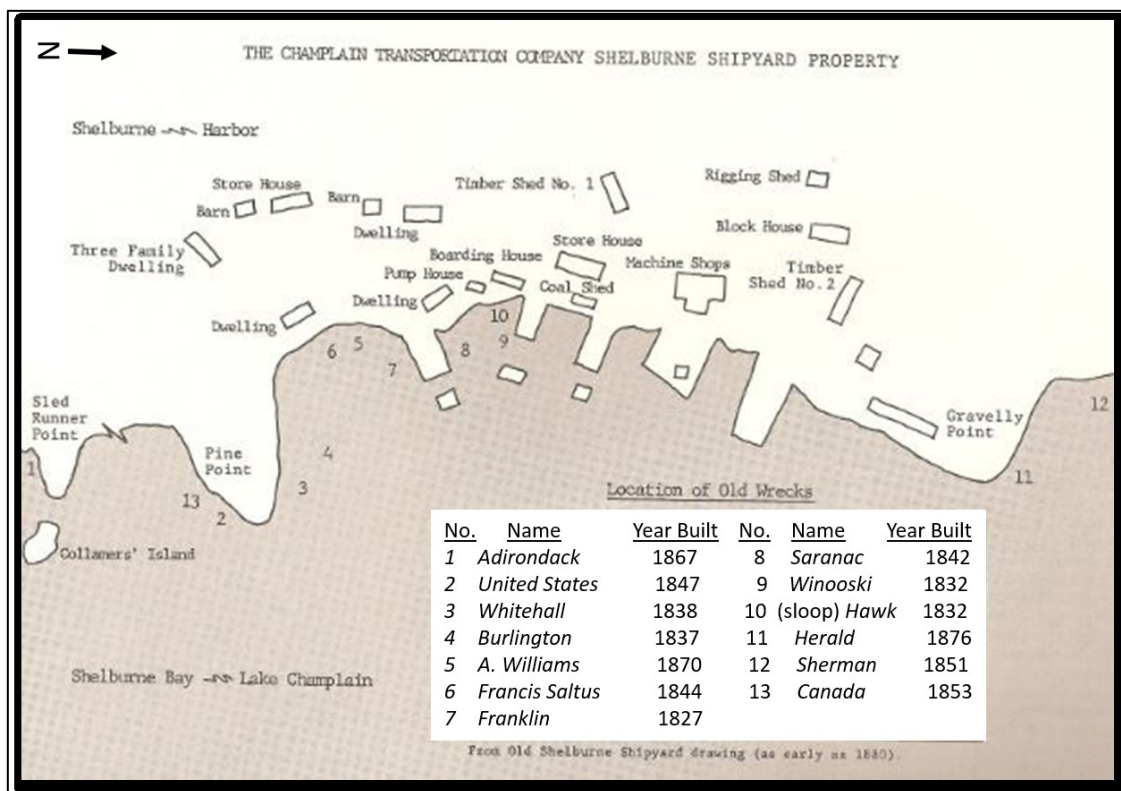 N
THE CHAMPLAIN TRANSPORTATION COMPANY SHELBURNE SHIPYARD PROPERTY
Shelburne Harbor
Store House
Barn
Barn
Dwelling
Timber Shed No. 1
Rigging Shed
Block House
Three Family
Dwelling
Boarding House
Store House
Pump House
Coal Shed
Machine Shops
Timber
Shed No. 2
Dwelling
Dwelling
10
6
5
7
8
9
12
Sled
Runner
Point
Gravelly
Point
1
Pine
Point
4
3
13
2
11
Collamers' Island
Location of Old Wrecks
No. Name Year Built No. Name Year Built
1 Adirondack 1867 8 Saranac 1842
2 United States 1847 9 Winooski 1832
3 Whitehall 1838 10 (sloop) Hawk 1832
4 Burlington 1837 11 Herald 1876
5 A. Williams 1870 12 Sherman 1851
6 Francis Saltus 1844 13 Canada 1853
7 Franklin 1827
Shelburne Bay Lake Champlain
From Old Shelburne Shipyard drawing (as early as 1880).